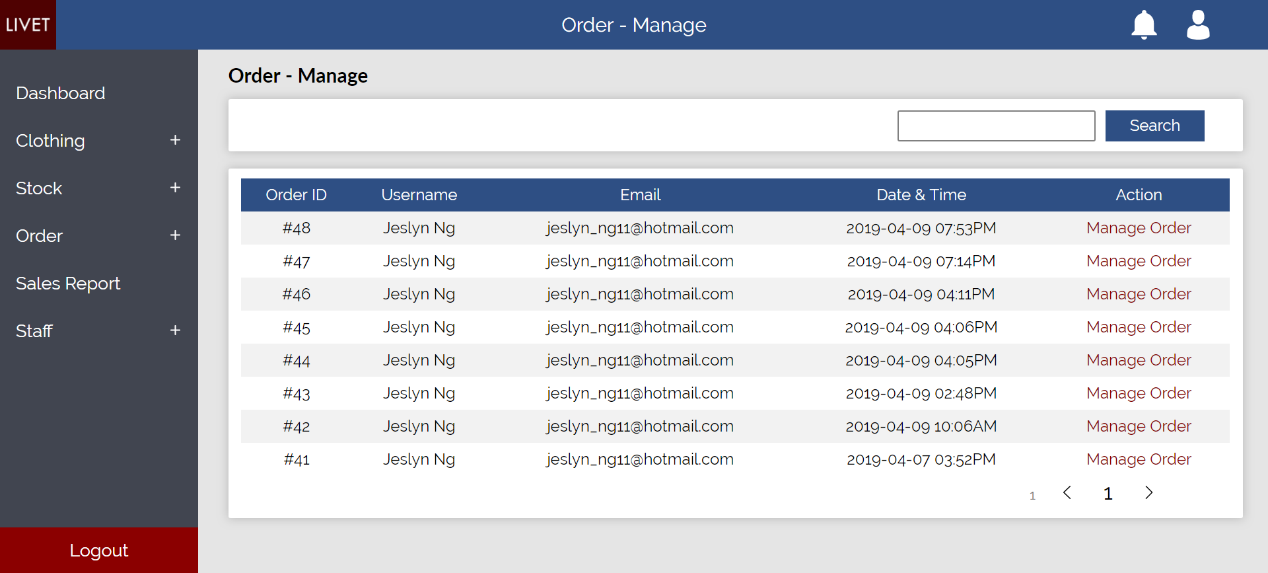 LIVET
Order - Manage
Dashboard
Clothing +
Stock +
Order +
Sales Report
Staff +
Logout
Order - Manage
Search
Order ID Username Email Date & Time Action
#48 Jeslyn Ng jeslyn_ng11@hotmail.com 2019-04-09 07:53PM Manage Order
#47 Jeslyn Ng jeslyn_ng11@hotmail.com 2019-04-09 07:14PM Manage Order
#46 Jeslyn Ng jeslyn_ng11@hotmail.com 2019-04-09 04:11PM Manage Order
#45 Jeslyn Ng jeslyn_ng11@hotmail.com 2019-04-09 04:06PM Manage Order
#44 Jeslyn Ng jeslyn_ng11@hotmail.com 2019-04-09 04:05PM Manage Order
#43 Jeslyn Ng jeslyn_ng11@hotmail.com 2019-04-09 02:48PM Manage Order
#42 Jeslyn Ng jeslyn_ng11@hotmail.com 2019-04-09 10:06AM Manage Order
#41 Jeslyn Ng jeslyn_ng11@hotmail.com 2019-04-07 03:52PM Manage Order
1 < 1 >